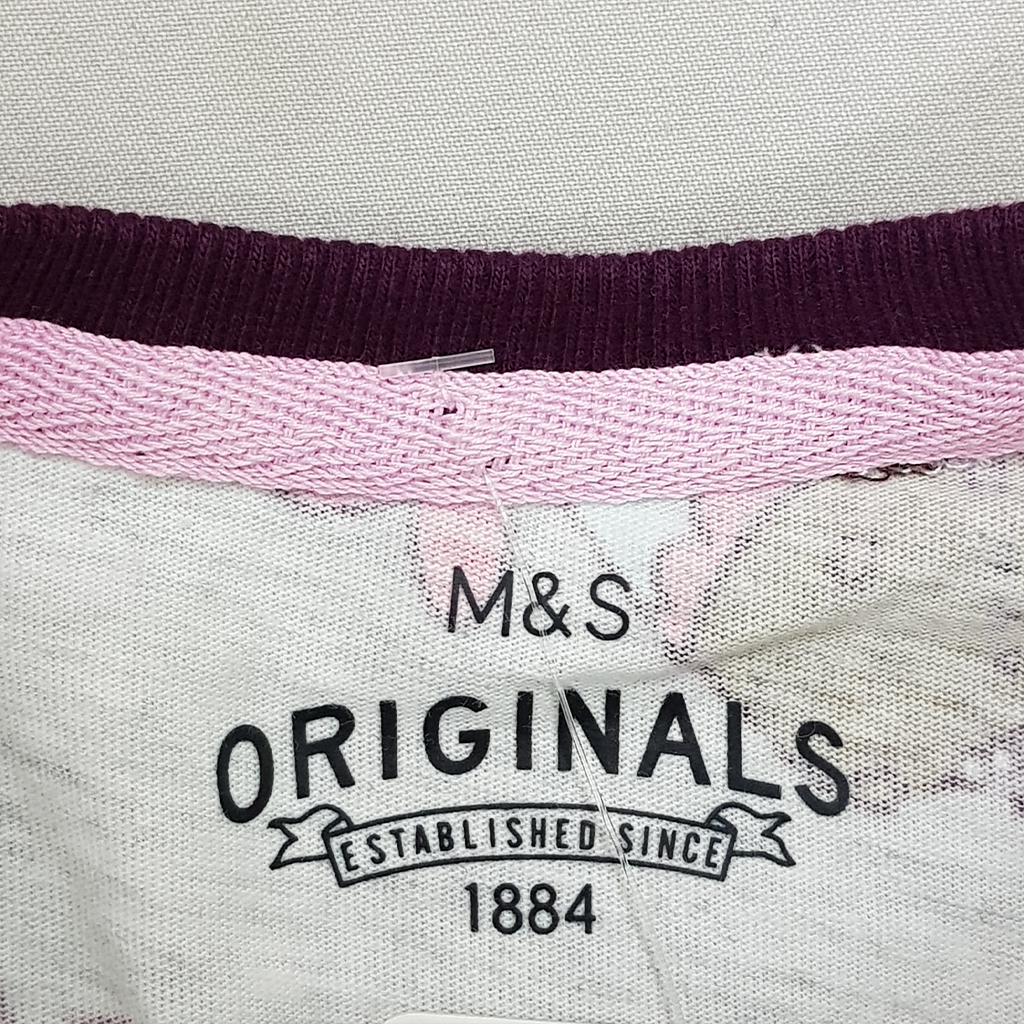 M&S
ORIGINALS
ESTABLISHED SINCE
1884